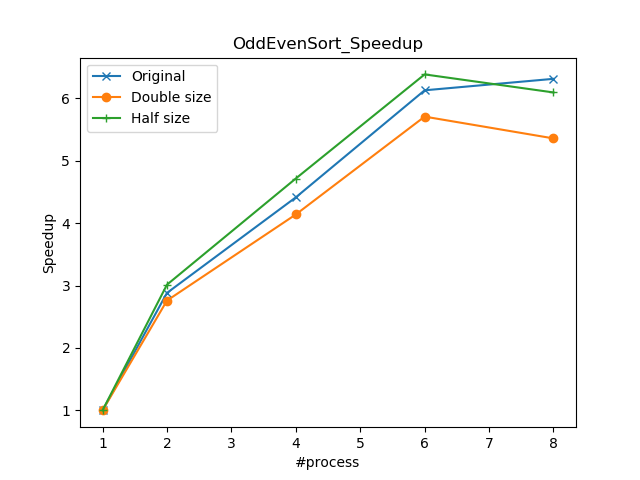 OddEvenSort_Speedup
Original
Double size
Half size
Speedup
6
5
4
3
2
1
1 2 3 4 5 6 7 8
#process